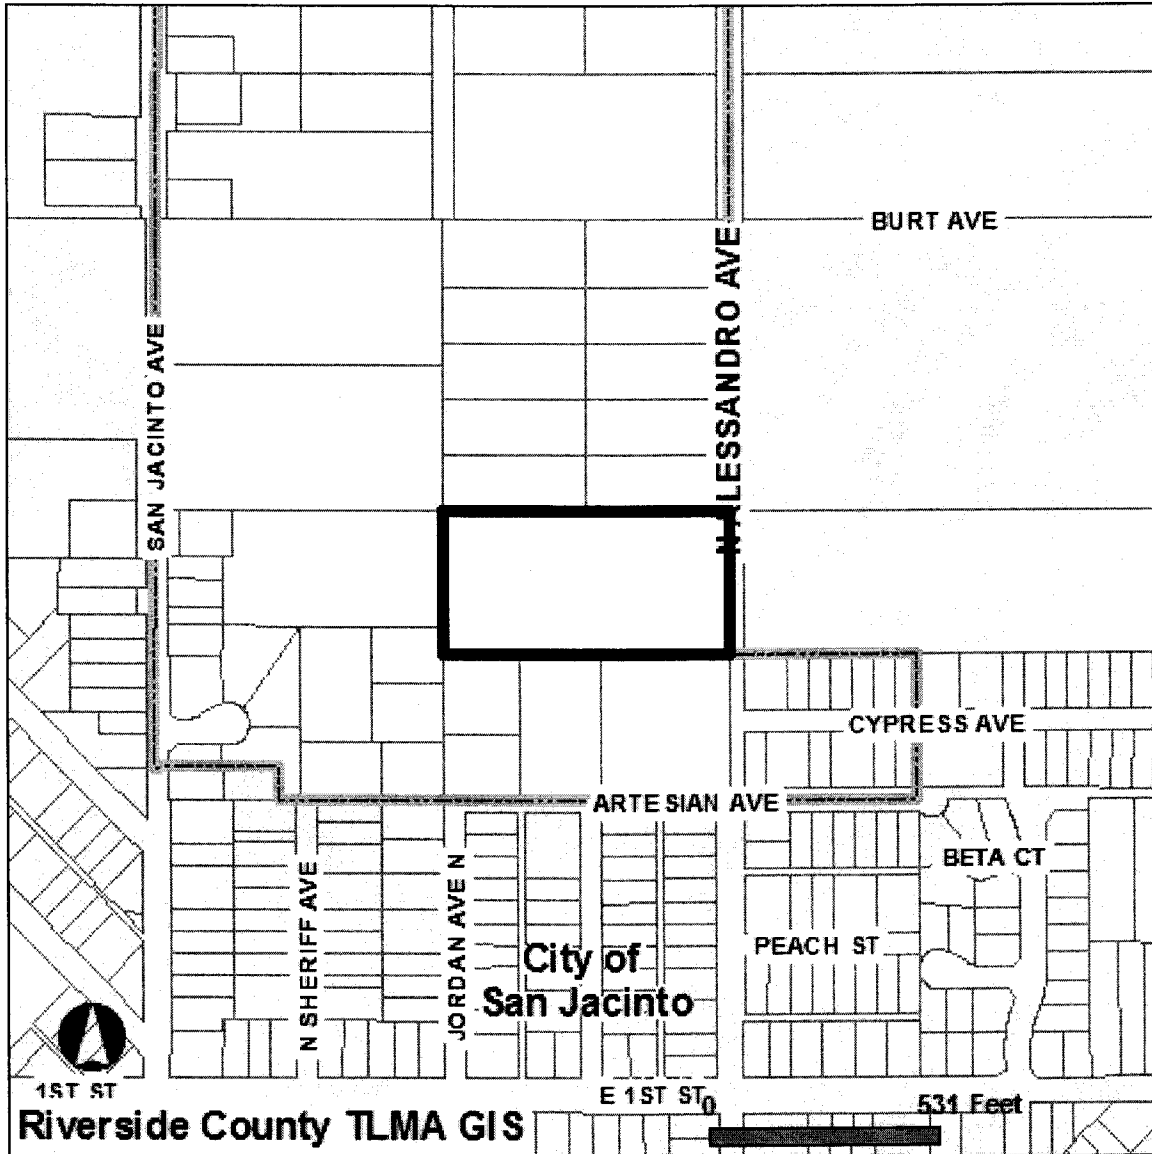 BURT AVE
N ALESSANDRO AVE
SAN JACINTO AVE
CYPRESS AVE
ARTESIAN AVE
BETA CT
N SHERIFF AVE
JORDAN AVE N
PEACH ST
City of
San Jacinto
1ST ST
E 1ST ST
0
531 Feet
Riverside County TLMA GIS